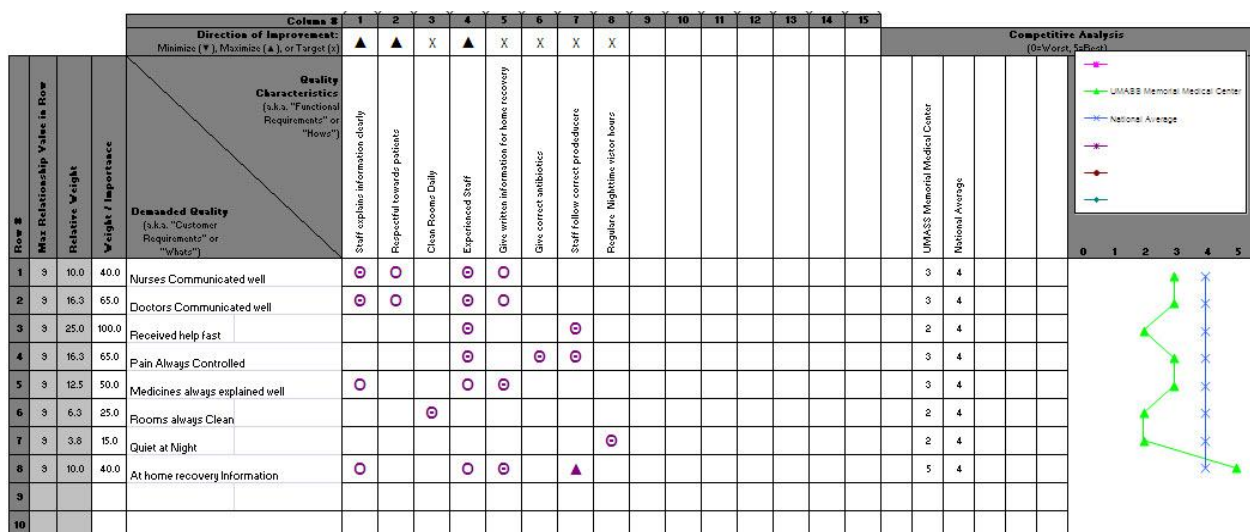 Column # 1 2 3 4 5 6 7 8 9 10 11 12 13 14 15
Direction of Improvement:
Minimize (▼), Maximize (▲), or Target (x) ▲ ▲ X ▲ X X X X
Competitive Analysis
(0=Worst, 5=Best)
Row #
Max Relationship Value in Row
Relative Weight
Weight / Importance
Quality
Characteristics
(a.k.a. "Functional
Requirements" or
"Hows")
Demanded Quality
(a.k.a. "Customer
Requirements" or
"Whats")
Staff explains information clearly
Respectful towards patients
Clean Rooms Daily
Experienced Staff
Give written information for home recovery
Give correct antibiotics
Staff follow correct prodeducere
Regulare Nighttime vistor hours
UMASS Memorial Medical Center
National Average
UMASS Memorial Medical Center
National Average
0 1 2 3 4 5
1 9 10.0 40.0 Nurses Communicated well Θ Ο Θ Ο 3 4
2 9 16.3 65.0 Doctors Communicated well Θ Ο Θ Ο 3 4
3 9 25.0 100.0 Received help fast Θ Θ 2 4
4 9 16.3 65.0 Pain Always Controlled Θ Θ Θ 3 4
5 9 12.5 50.0 Medicines always explained well Ο Ο Θ 3 4
6 9 6.3 25.0 Rooms always Clean Θ 2 4
7 9 3.8 15.0 Quiet at Night Θ 2 4
8 9 10.0 40.0 At home recovery Information Ο Ο Θ ▲ 5 4
9
10